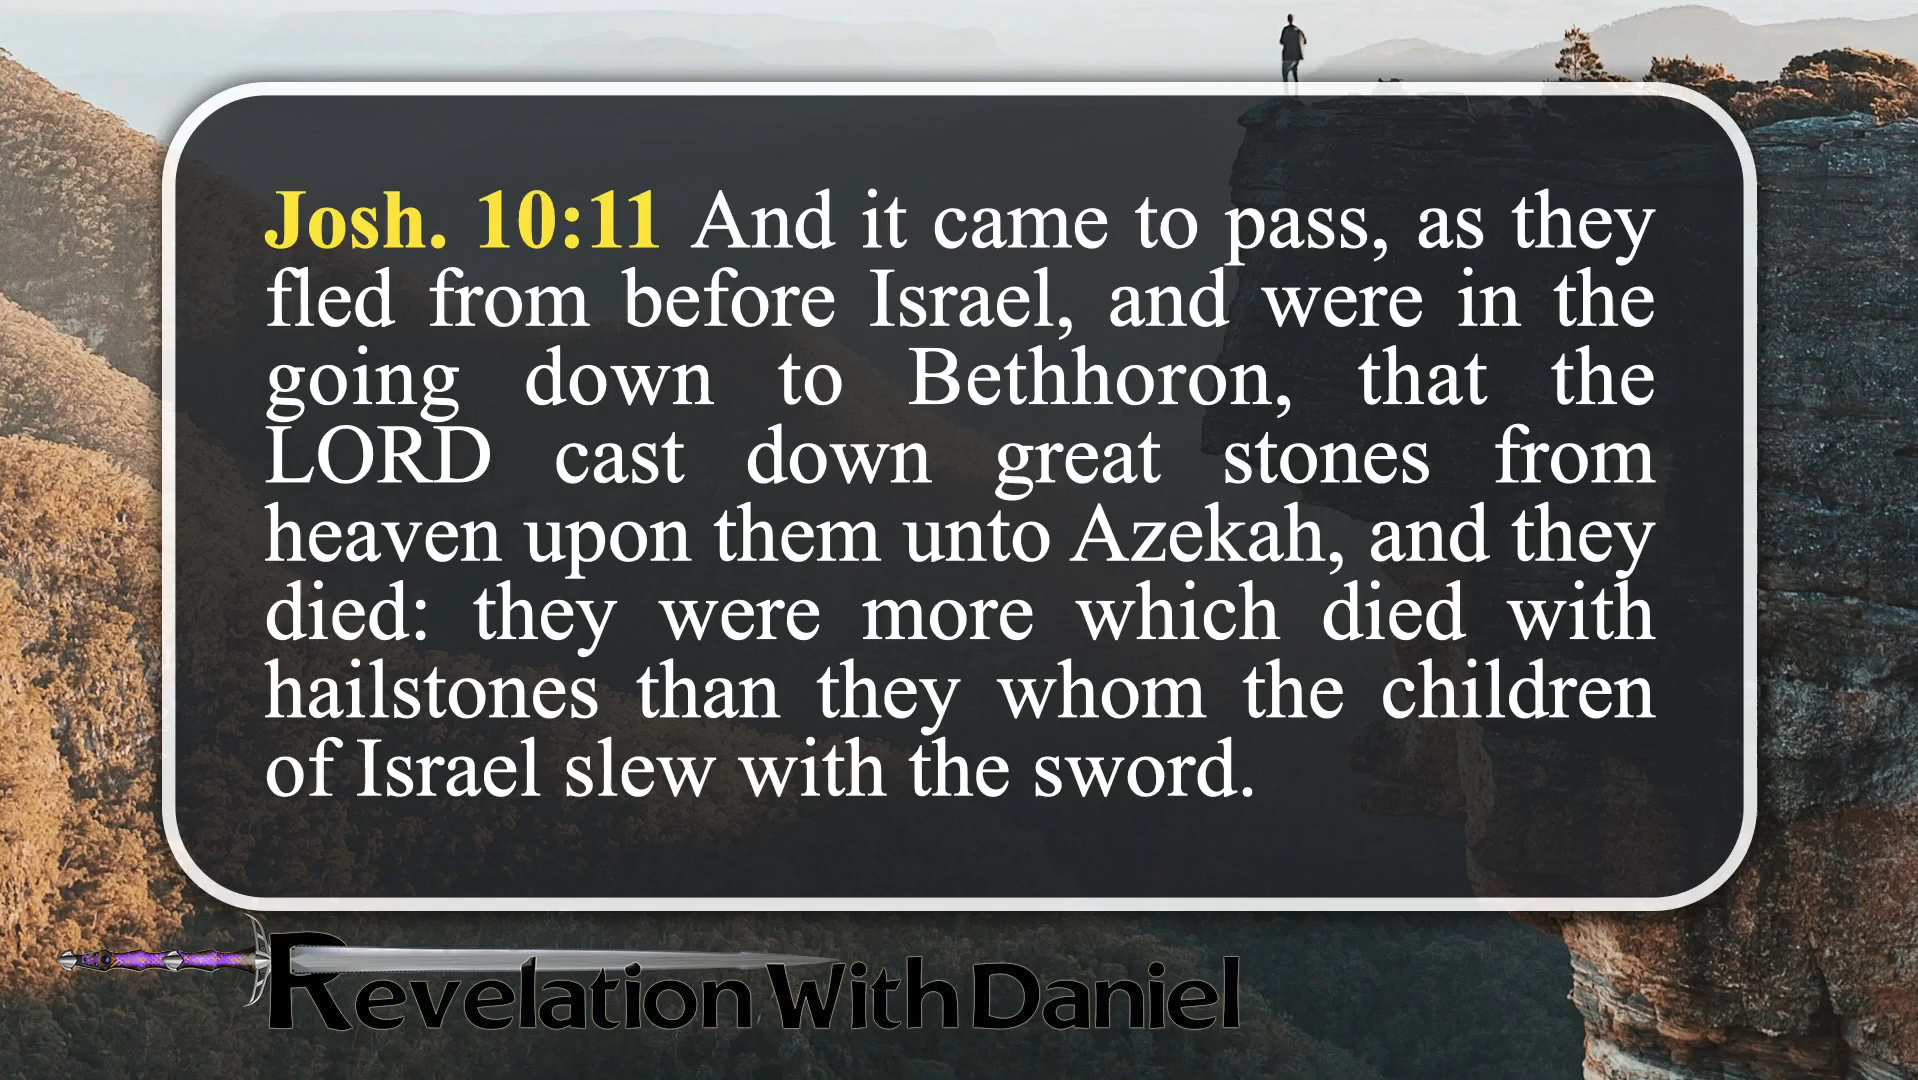 Josh. 10:11 And it came to pass, as they
fled from before Israel, and were in the
going down to Bethhoron, that the
LORD cast down great stones from
heaven upon them unto Azekah, and they
died: they were more which died with
hailstones than they whom the children
of Israel slew with the sword.
Revelation With Daniel